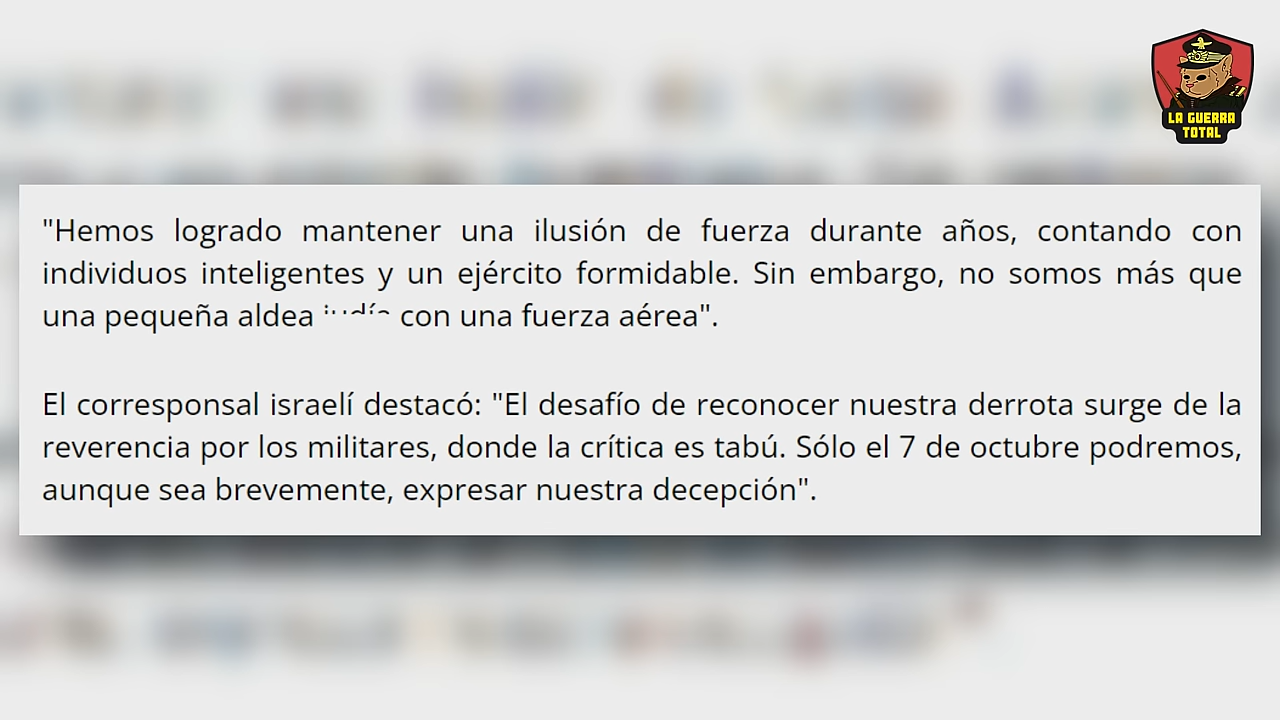 LA GUERRA
TOTAL
"Hemos logrado mantener una ilusión de fuerza durante años, contando con
individuos inteligentes y un ejército formidable. Sin embargo, no somos más que
una pequeña aldea con una fuerza aérea".
El corresponsal israelí destacó: "El desafío de reconocer nuestra derrota surge de la
reverencia por los militares, donde la crítica es tabú. Sólo el 7 de octubre podremos,
aunque sea brevemente, expresar nuestra decepción".